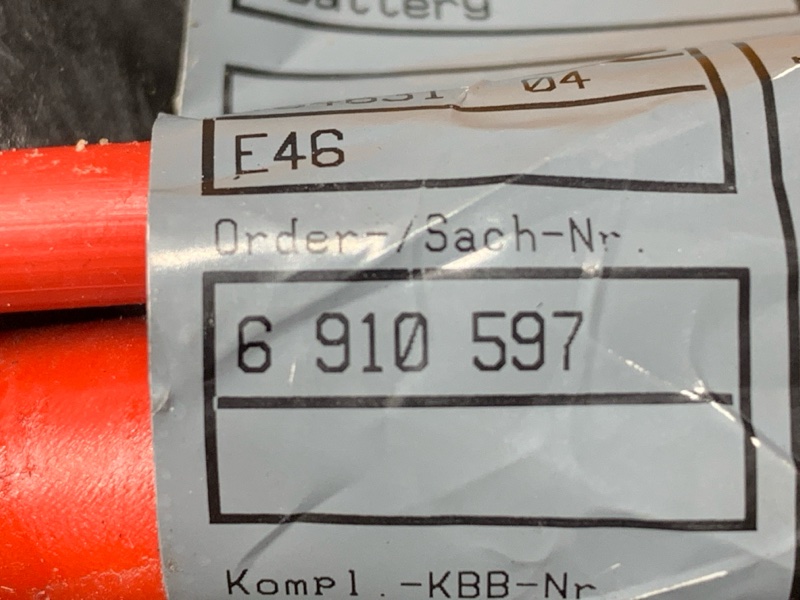 Battery
04
E46
Order-/Sach-Nr.
6 910 597
Kompl.-KBB-Nr